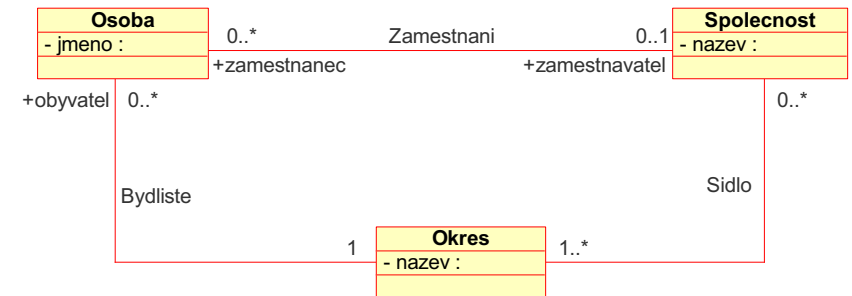 Osoba
- jmeno :
0..*
Zamestnani
0..1
Spolecnost
- nazev :
+zamestnanec
+zamestnavatel
+obyvatel
0..*
0..*
Bydliste
Sidlo
1
Okres
- nazev :
1..*